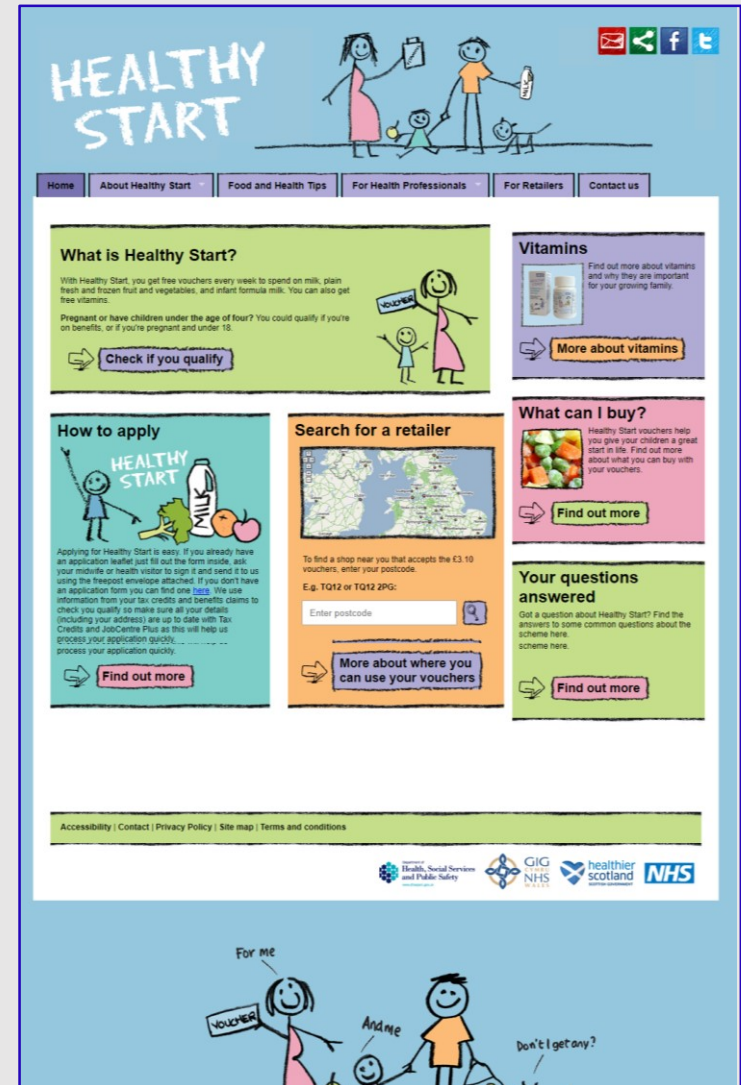 HEALTHY
START
MILK
Home
About Healthy Start
Food and Health Tips
For Health Professionals
For Retailers
Contact us
What is Healthy Start?
With Healthy Start, you get free vouchers every week to spend on milk, plain
fresh and frozen fruit and vegetables, and infant formula milk. You can also get
free vitamins.
Pregnant or have children under the age of four? You could qualify if you're
on benefits, or if you're pregnant and under 18.
VOUCHER
Check if you qualify
Vitamins
Find out more about vitamins
and why they are important
for your growing family.
More about vitamins
How to apply
HEALTHY
START
MILK
Applying for Healthy Start is easy. If you already have
an application leaflet just fill out the form inside, ask
your midwife or health visitor to sign it and send it to us
using the freepost envelope attached. If you don't have
an application form you can find one here. We use
information from your tax credits and benefits claims to
check you qualify so make sure all your details
(including your address) are up to date with Tax
Credits and JobCentre Plus as this will help us
process your application quickly.
process your application quickly.
Find out more
Search for a retailer
To find a shop near you that accepts the £3.10
vouchers, enter your postcode.
E.g. TQ12 or TQ12 2PG:
Enter postcode
More about where you
can use your vouchers
What can I buy?
Healthy Start vouchers help
you give your children a great
start in life. Find out more
about what you can buy with
your vouchers.
Find out more
Your questions
answered
Got a question about Healthy Start? Find the
answers to some common questions about the
scheme here.
scheme here.
Find out more
Accessibility | Contact | Privacy Policy | Site map | Terms and conditions
Department of
Health, Social Services
and Public Safety
GIG
CYMRU
NHS
WALES
healthier
scotland
SCOTTISH GOVERNMENT
NHS
For me
VOUCHER
And me
Don't I get any?